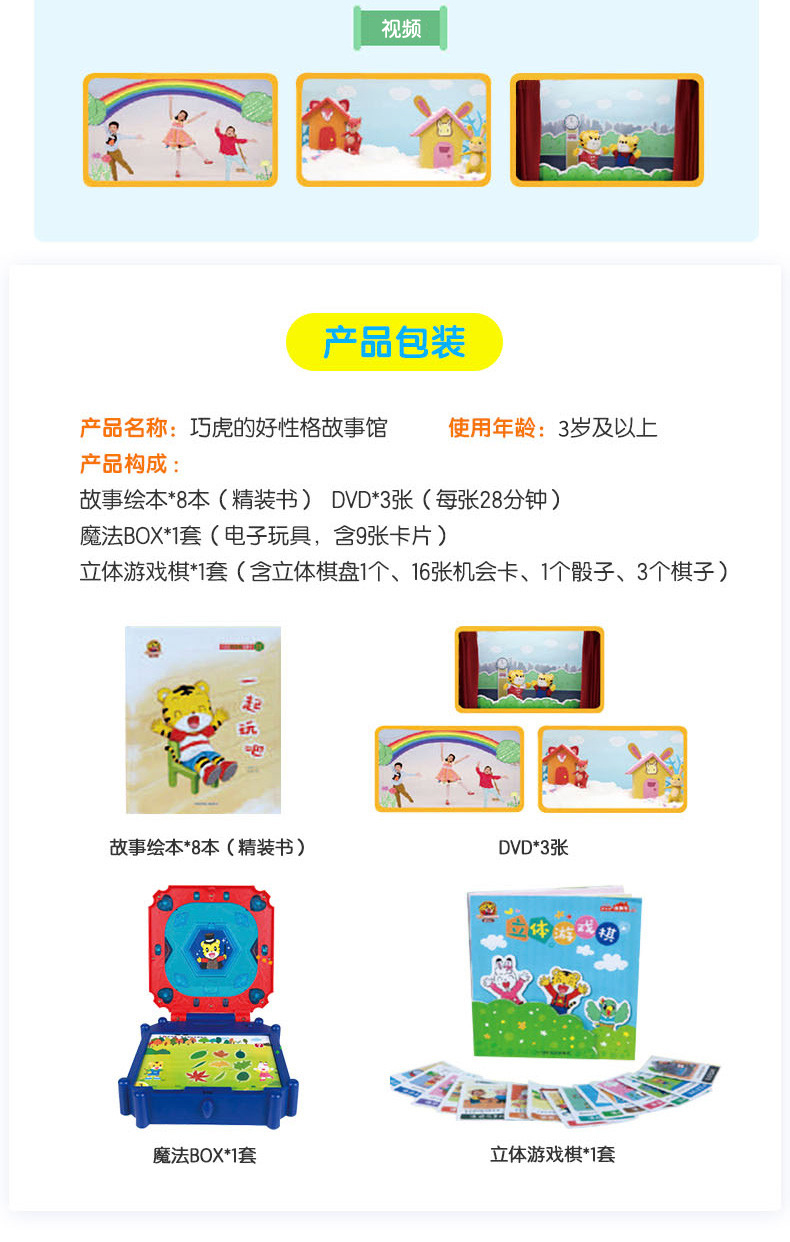 视频
产品包装
产品名称：巧虎的好性格故事馆 使用年龄：3岁及以上
产品构成：
故事绘本*8本（精装书） DVD*3张（每张28分钟）
魔法BOX*1套（电子玩具，含9张卡片）
立体游戏棋*1套（含立体棋盘1个、16张机会卡、1个骰子、3个棋子）
一起玩吧
故事绘本*8本（精装书）
DVD*3张
立体游戏棋
魔法BOX*1套
立体游戏棋*1套